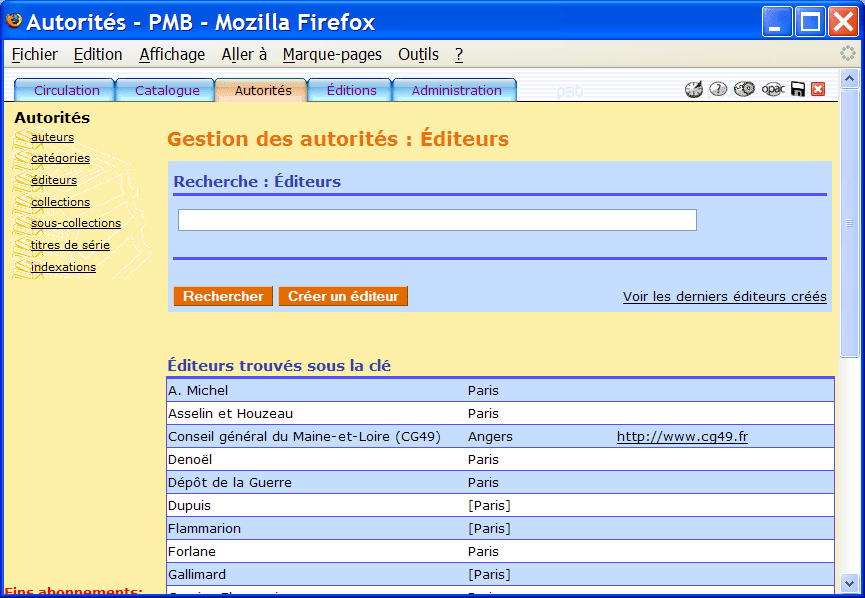 Autorités - PMB - Mozilla Firefox
Fichier Edition Affichage Aller à Marque-pages Outils ?
Circulation Catalogue Autorités Éditions Administration pmb opac
Autorités
auteurs
catégories
éditeurs
collections
sous-collections
titres de série
indexations
Gestion des autorités : Éditeurs
Recherche : Éditeurs
Rechercher Créer un éditeur Voir les derniers éditeurs créés
Éditeurs trouvés sous la clé
A. Michel Paris
Asselin et Houzeau Paris
Conseil général du Maine-et-Loire (CG49) Angers http://www.cg49.fr
Denoël Paris
Dépôt de la Guerre Paris
Dupuis [Paris]
Flammarion [Paris]
Forlane Paris
Gallimard [Paris]
Fins abonnements: